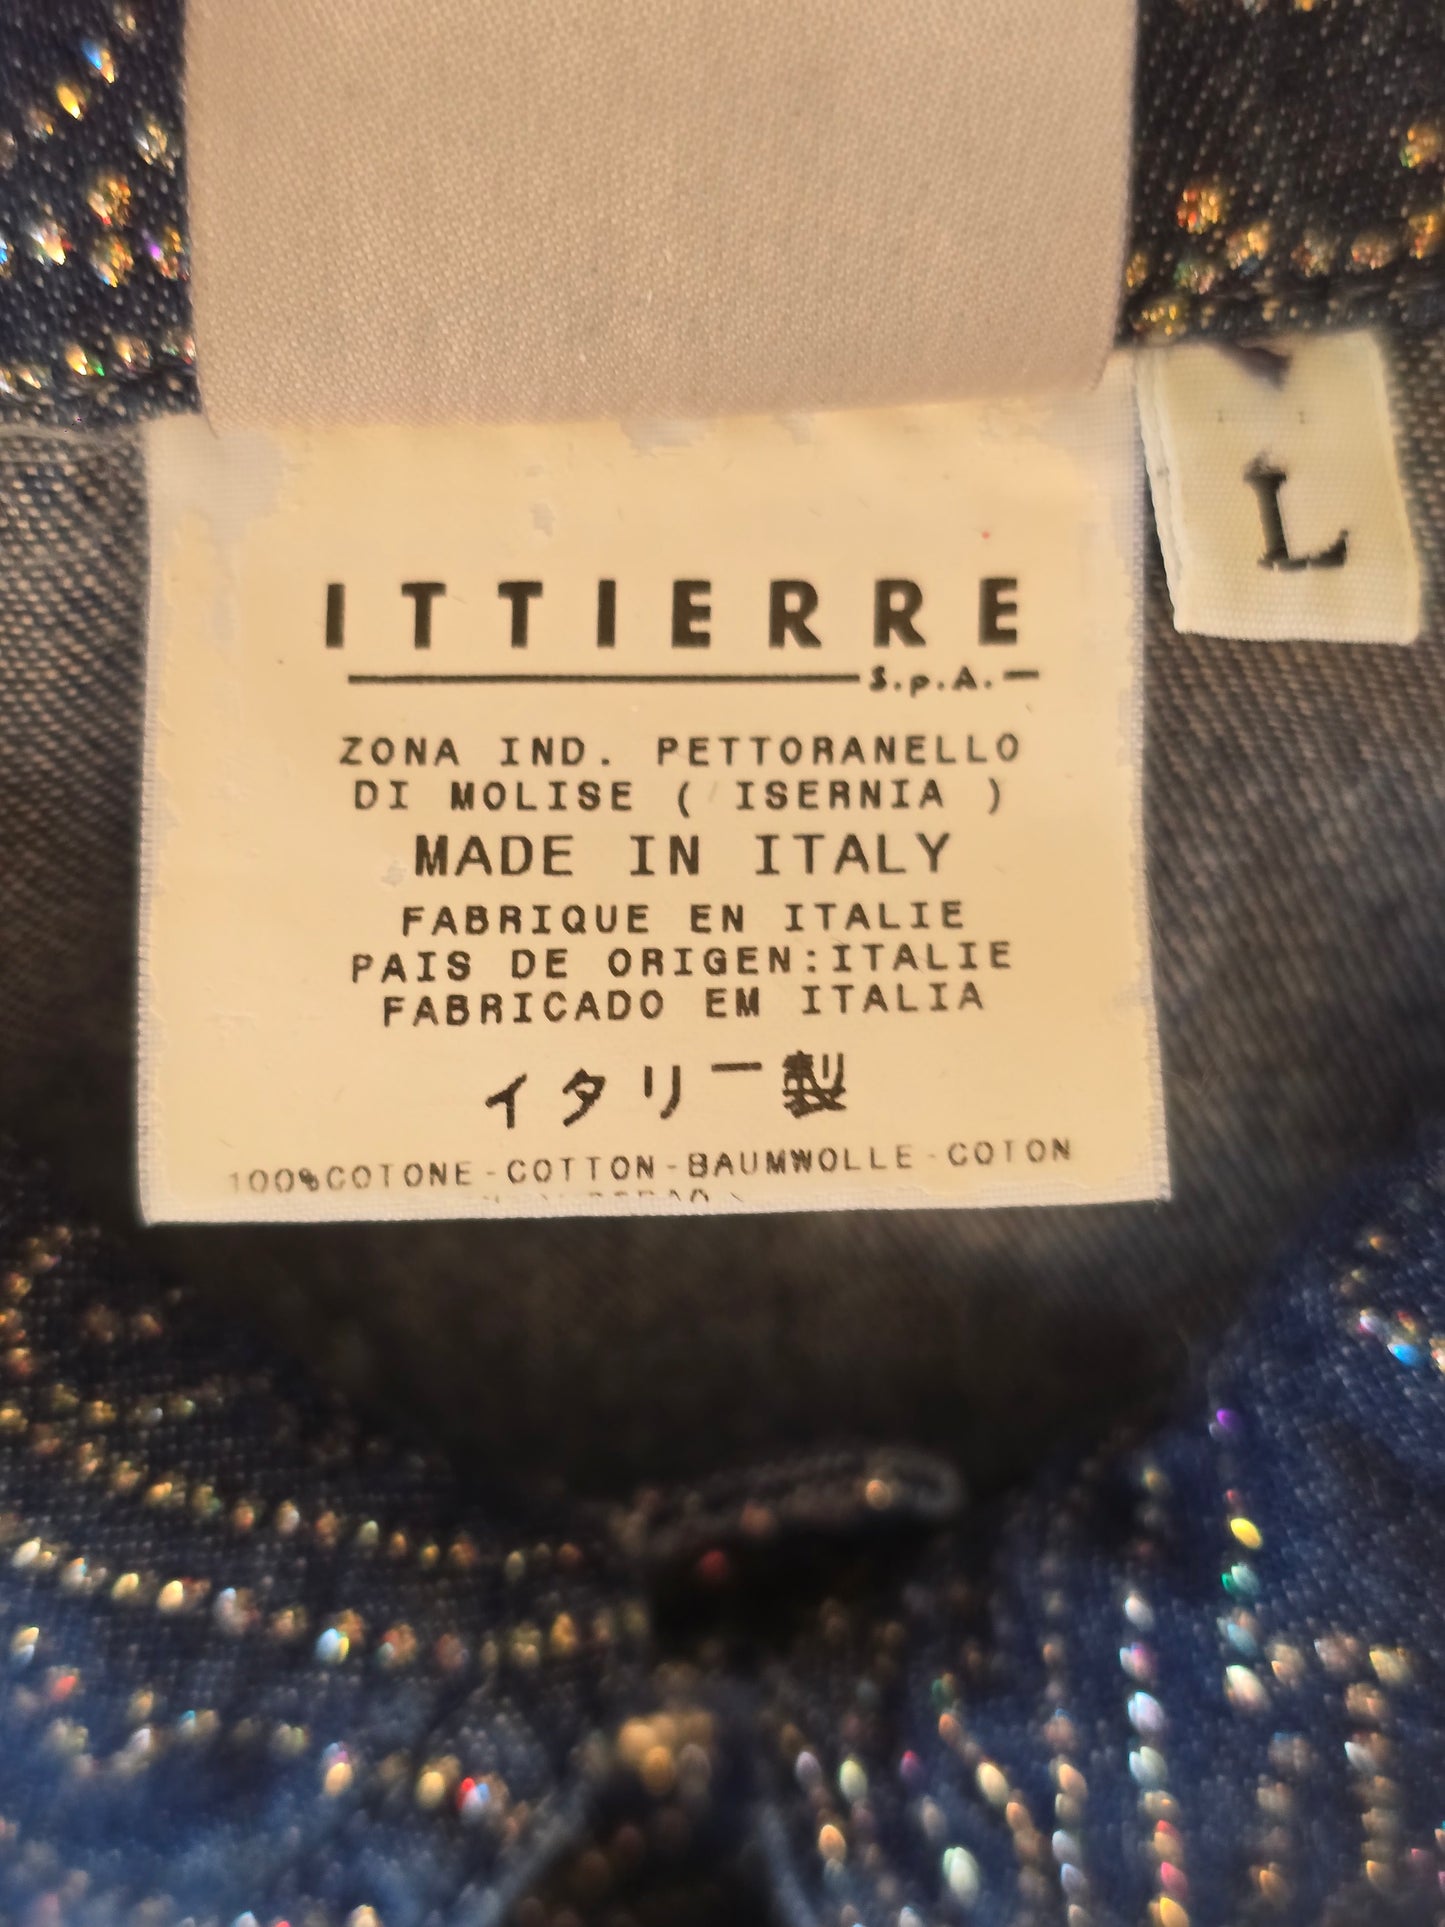 ITTIERRE
S.p.A.
L
ZONA IND. PETTORANELLO
DI MOLISE ( ISERNIA )
MADE IN ITALY
FABRIQUE EN ITALIE
PAIS DE ORIGEN:ITALIE
FABRICADO EM ITALIA
イタリー製
100%COTONE-COTTON-BAUMWOLLE-COTON